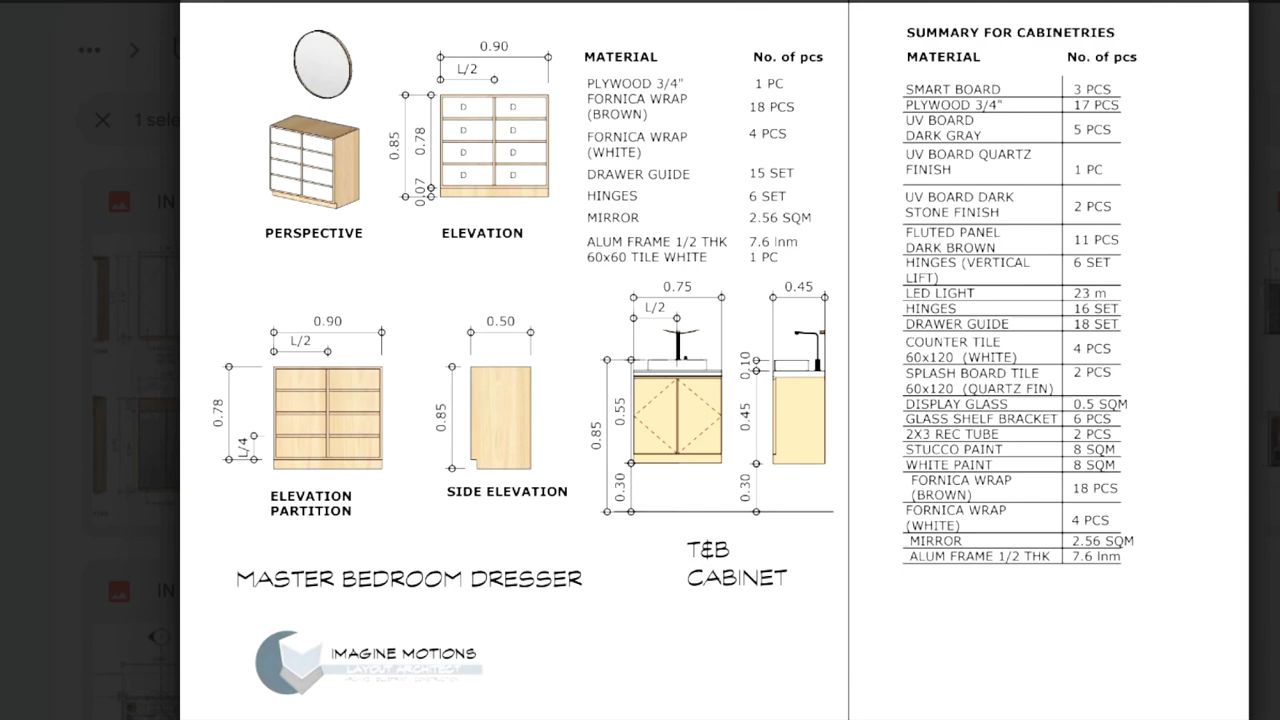 0.90
L/2
0.85
0.78
0.07
D D
D D
D D
D D
PERSPECTIVE
ELEVATION
MATERIAL No. of pcs
PLYWOOD 3/4" 1 PC
FORNICA WRAP
(BROWN) 18 PCS
FORNICA WRAP
(WHITE) 4 PCS
DRAWER GUIDE 15 SET
HINGES 6 SET
MIRROR 2.56 SQM
ALUM FRAME 1/2 THK 7.6 lnm
60x60 TILE WHITE 1 PC
0.90
L/2
0.78
L/4
ELEVATION
PARTITION
0.50
0.85
SIDE ELEVATION
0.75
L/2
0.85
0.55
0.30
0.45
0.10
0.45
0.30
MASTER BEDROOM DRESSER
T&B
CABINET
IMAGINE MOTIONS
LAYOUT ARCHITECT
SUMMARY FOR CABINETRIES
MATERIAL No. of pcs
SMART BOARD 3 PCS
PLYWOOD 3/4" 17 PCS
UV BOARD
DARK GRAY 5 PCS
UV BOARD QUARTZ
FINISH 1 PC
UV BOARD DARK
STONE FINISH 2 PCS
FLUTED PANEL
DARK BROWN 11 PCS
HINGES (VERTICAL
LIFT) 6 SET
LED LIGHT 23 m
HINGES 16 SET
DRAWER GUIDE 18 SET
COUNTER TILE
60x120 (WHITE) 4 PCS
SPLASH BOARD TILE
60x120 (QUARTZ FIN) 2 PCS
DISPLAY GLASS 0.5 SQM
GLASS SHELF BRACKET 6 PCS
2X3 REC TUBE 2 PCS
STUCCO PAINT 8 SQM
WHITE PAINT 8 SQM
FORNICA WRAP
(BROWN) 18 PCS
FORNICA WRAP
(WHITE) 4 PCS
MIRROR 2.56 SQM
ALUM FRAME 1/2 THK 7.6 lnm
1 sele
IN
IN